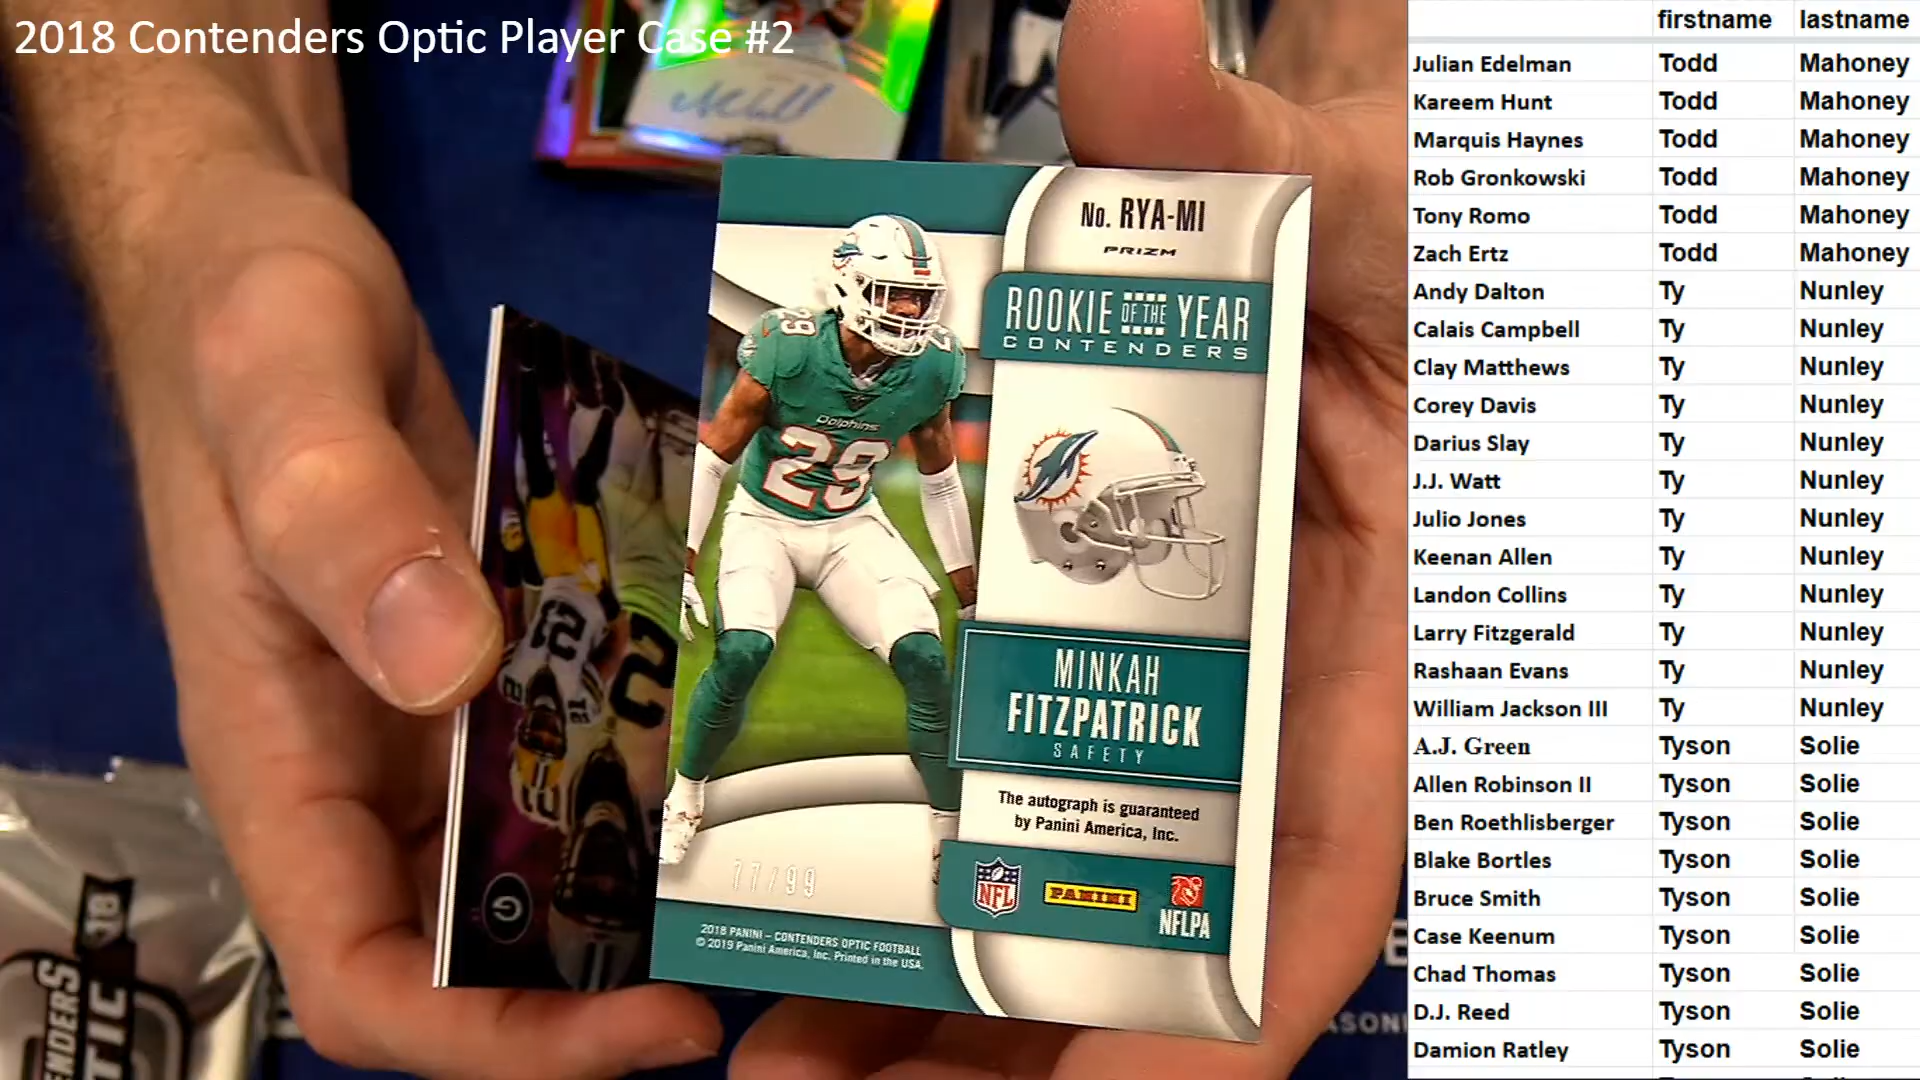 2018 Contenders Optic Player Case #2
No. RYA-MI
PRIZM
ROOKIE OF THE YEAR
CONTENDERS
29
Dolphins
29
MINKAH
FITZPATRICK
SAFETY
The autograph is guaranteed
by Panini America, Inc.
77/99
NFL
PANINI
NFLPA
2018 PANINI – CONTENDERS OPTIC FOOTBALL
© 2019 Panini America, Inc. Printed in the USA.
21
G
18
firstname lastname
Julian Edelman Todd Mahoney
Kareem Hunt Todd Mahoney
Marquis Haynes Todd Mahoney
Rob Gronkowski Todd Mahoney
Tony Romo Todd Mahoney
Zach Ertz Todd Mahoney
Andy Dalton Ty Nunley
Calais Campbell Ty Nunley
Clay Matthews Ty Nunley
Corey Davis Ty Nunley
Darius Slay Ty Nunley
J.J. Watt Ty Nunley
Julio Jones Ty Nunley
Keenan Allen Ty Nunley
Landon Collins Ty Nunley
Larry Fitzgerald Ty Nunley
Rashaan Evans Ty Nunley
William Jackson III Ty Nunley
A.J. Green Tyson Solie
Allen Robinson II Tyson Solie
Ben Roethlisberger Tyson Solie
Blake Bortles Tyson Solie
Bruce Smith Tyson Solie
Case Keenum Tyson Solie
Chad Thomas Tyson Solie
D.J. Reed Tyson Solie
Damion Ratley Tyson Solie